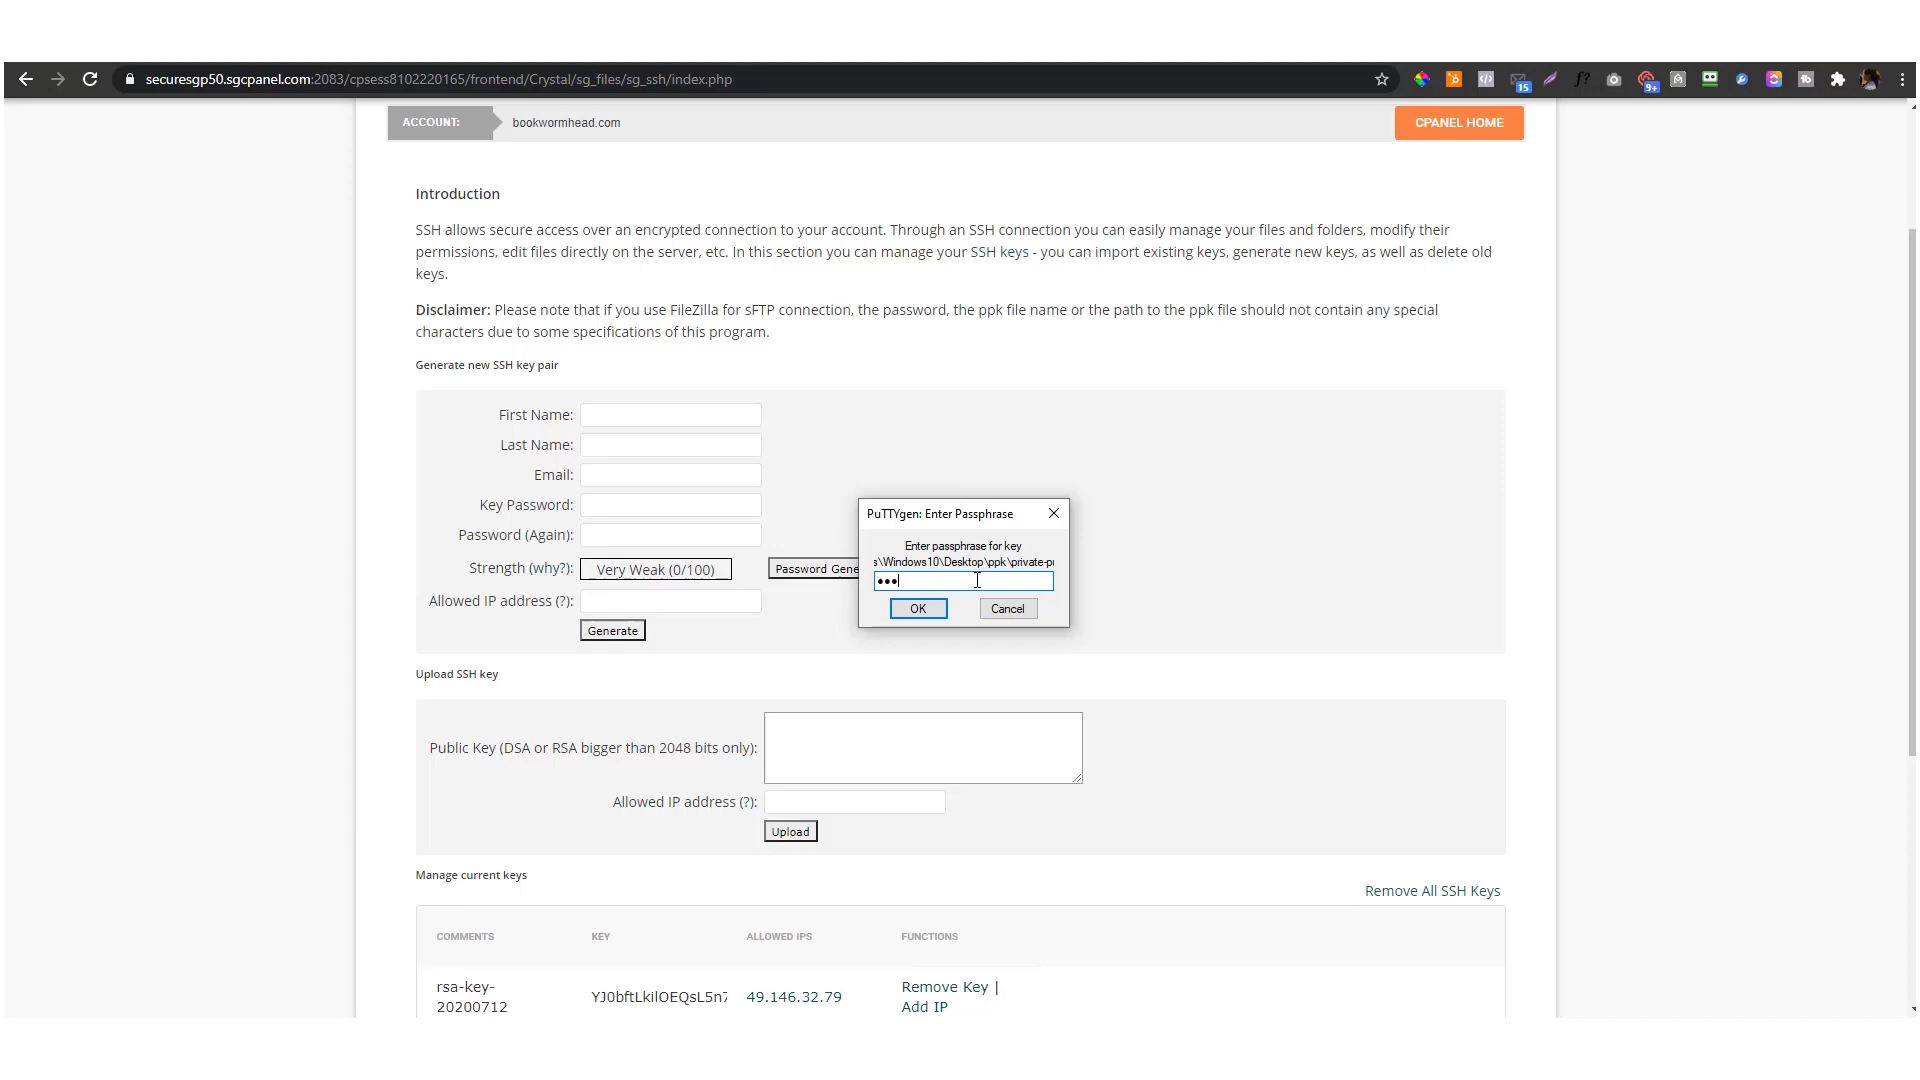 securesgp50.sgcpanel.com:2083/cpsess8102220165/frontend/Crystal/sg_files/sg_ssh/index.php
15
f?
9+
ACCOUNT:
bookwormhead.com
CPANEL HOME
Introduction
SSH allows secure access over an encrypted connection to your account. Through an SSH connection you can easily manage your files and folders, modify their
permissions, edit files directly on the server, etc. In this section you can manage your SSH keys - you can import existing keys, generate new keys, as well as delete old
keys.
Disclaimer: Please note that if you use FileZilla for sFTP connection, the password, the ppk file name or the path to the ppk file should not contain any special
characters due to some specifications of this program.
Generate new SSH key pair
First Name:
Last Name:
Email:
Key Password:
Password (Again):
Strength (why?):
Very Weak (0/100)
Password Gene
Allowed IP address (?):
Generate
PuTTYgen: Enter Passphrase
Enter passphrase for key
s\Windows10\Desktop\ppk\private-pu
•••
OK
Cancel
Upload SSH key
Public Key (DSA or RSA bigger than 2048 bits only):
Allowed IP address (?):
Upload
Manage current keys
Remove All SSH Keys
COMMENTS
KEY
ALLOWED IPS
FUNCTIONS
rsa-key-
20200712
YJ0bftLkilOEQsL5n7
49.146.32.79
Remove Key |
Add IP